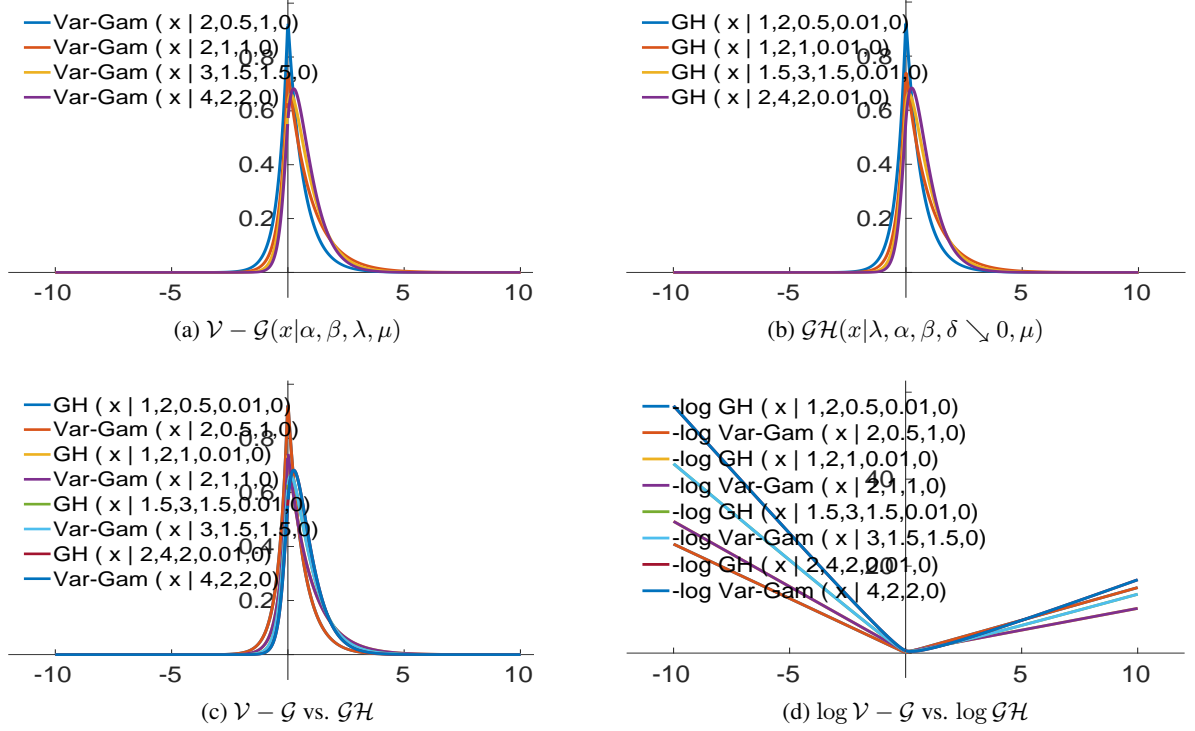 Var-Gam ( x | 2,0.5,1,0)
Var-Gam ( x | 2,1,1,0)
Var-Gam ( x | 3,1.5,1.5,0)
Var-Gam ( x | 4,2,2,0)
0.8
0.6
0.4
0.2
-10 -5 5 10
(a) 𝒱 − 𝒢(x|α, β, λ, μ)
GH ( x | 1,2,0.5,0.01,0)
GH ( x | 1,2,1,0.01,0)
GH ( x | 1.5,3,1.5,0.01,0)
GH ( x | 2,4,2,0.01,0)
0.8
0.6
0.4
0.2
-10 -5 5 10
(b) 𝒢ℋ(x|λ, α, β, δ ↘ 0, μ)
GH ( x | 1,2,0.5,0.01,0)
Var-Gam ( x | 2,0.5,1,0)
GH ( x | 1,2,1,0.01,0)
Var-Gam ( x | 2,1,1,0)
GH ( x | 1.5,3,1.5,0.01,0)
Var-Gam ( x | 3,1.5,1.5,0)
GH ( x | 2,4,2,0.01,0)
Var-Gam ( x | 4,2,2,0)
0.8
0.6
0.4
0.2
-10 -5 5 10
(c) 𝒱 − 𝒢 vs. 𝒢ℋ
-log GH ( x | 1,2,0.5,0.01,0)
-log Var-Gam ( x | 2,0.5,1,0)
-log GH ( x | 1,2,1,0.01,0)
-log Var-Gam ( x | 2,1,1,0)
-log GH ( x | 1.5,3,1.5,0.01,0)
-log Var-Gam ( x | 3,1.5,1.5,0)
-log GH ( x | 2,4,2,0.01,0)
-log Var-Gam ( x | 4,2,2,0)
40
20
-10 -5 5 10
(d) log 𝒱 − 𝒢 vs. log 𝒢ℋ